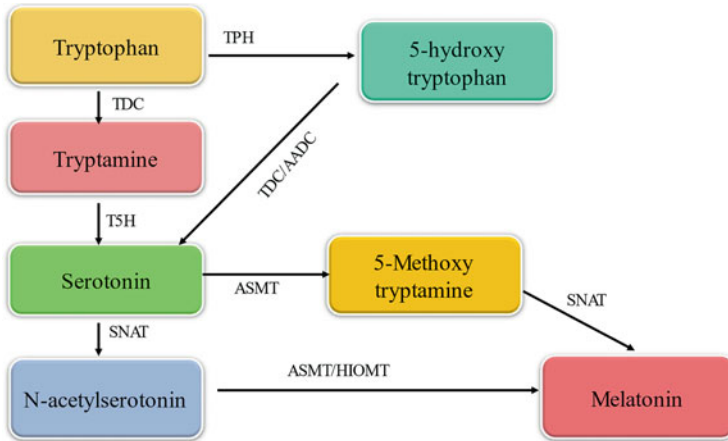 Tryptophan
TPH
5-hydroxy
tryptophan
TDC
Tryptamine
TDC/AADC
T5H
Serotonin
ASMT
5-Methoxy
tryptamine
SNAT
SNAT
N-acetylserotonin
ASMT/HIOMT
Melatonin